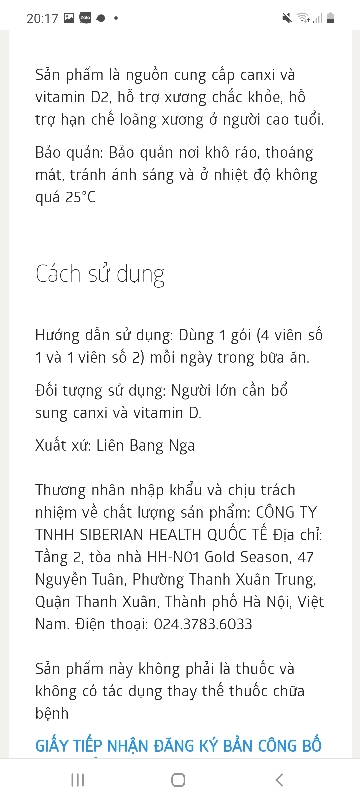 20:17
Sản phẩm là nguồn cung cấp canxi và
vitamin D2, hỗ trợ xương chắc khỏe, hỗ
trợ hạn chế loãng xương ở người cao tuổi.
Bảo quản: Bảo quản nơi khô ráo, thoáng
mát, tránh ánh sáng và ở nhiệt độ không
quá 25°C
Cách sử dụng
Hướng dẫn sử dụng: Dùng 1 gói (4 viên số
1 và 1 viên số 2) mỗi ngày trong bữa ăn.
Đối tượng sử dụng: Người lớn cần bổ
sung canxi và vitamin D.
Xuất xứ: Liên Bang Nga
Thương nhân nhập khẩu và chịu trách
nhiệm về chất lượng sản phẩm: CÔNG TY
TNHH SIBERIAN HEALTH QUỐC TẾ Địa chỉ:
Tầng 2, tòa nhà HH-N01 Gold Season, 47
Nguyễn Tuân, Phường Thanh Xuân Trung,
Quận Thanh Xuân, Thành phố Hà Nội, Việt
Nam. Điện thoại: 024.3783.6033
Sản phẩm này không phải là thuốc và
không có tác dụng thay thế thuốc chữa
bệnh
GIẤY TIẾP NHẬN ĐĂNG KÝ BẢN CÔNG BỐ